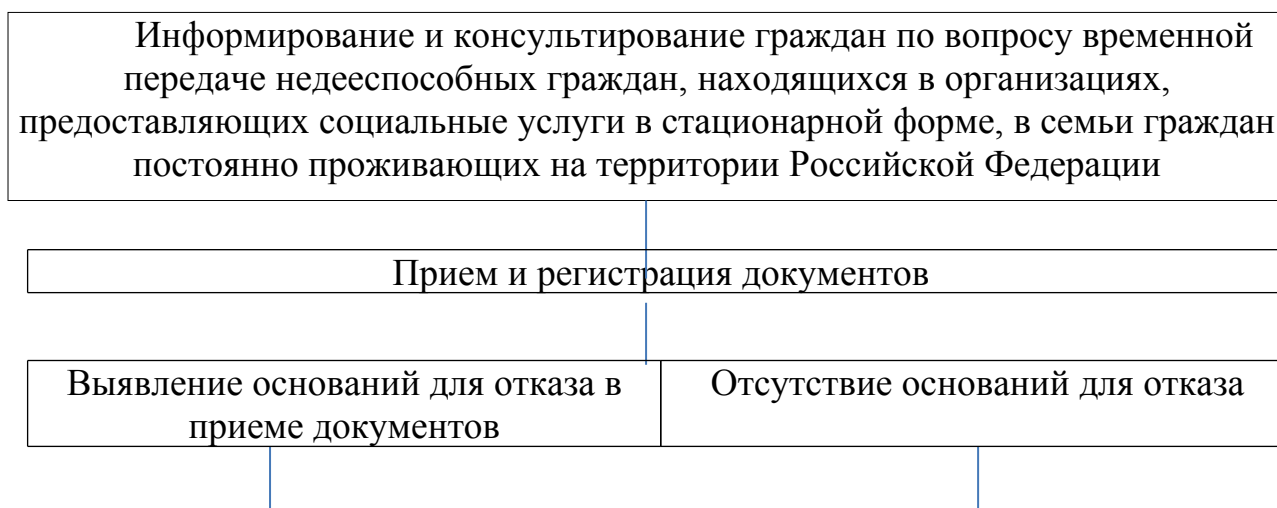 Информирование и консультирование граждан по вопросу временной
передаче недееспособных граждан, находящихся в организациях,
предоставляющих социальные услуги в стационарной форме, в семьи граждан
постоянно проживающих на территории Российской Федерации
Прием и регистрация документов
Выявление оснований для отказа в
приеме документов
Отсутствие оснований для отказа